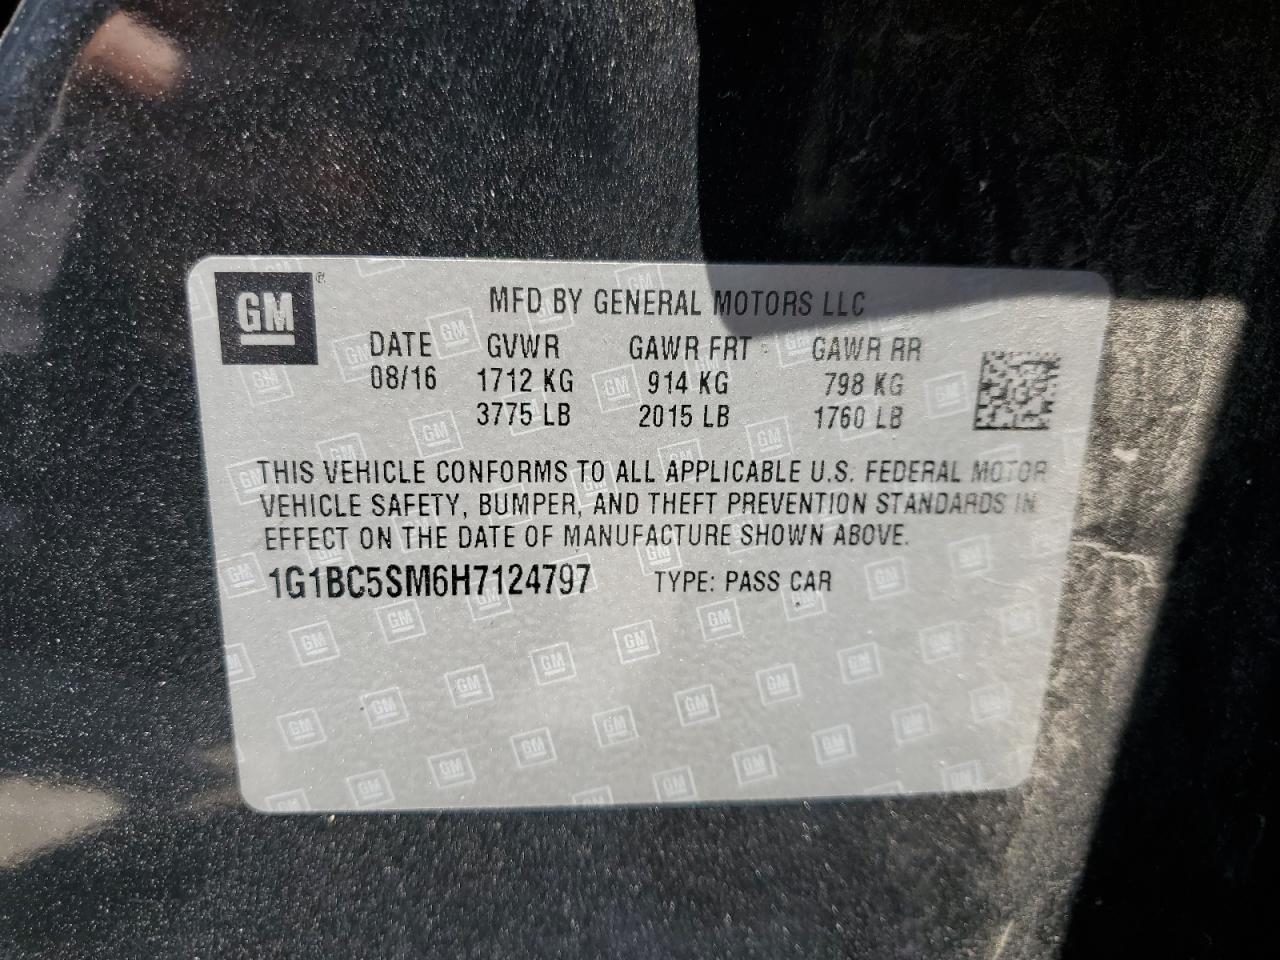 GM®
MFD BY GENERAL MOTORS LLC
DATE GVWR GAWR FRT GAWR RR
08/16 1712 KG 914 KG 798 KG
3775 LB 2015 LB 1760 LB
THIS VEHICLE CONFORMS TO ALL APPLICABLE U.S. FEDERAL MOTOR
VEHICLE SAFETY, BUMPER, AND THEFT PREVENTION STANDARDS IN
EFFECT ON THE DATE OF MANUFACTURE SHOWN ABOVE.
1G1BC5SM6H7124797 TYPE: PASS CAR